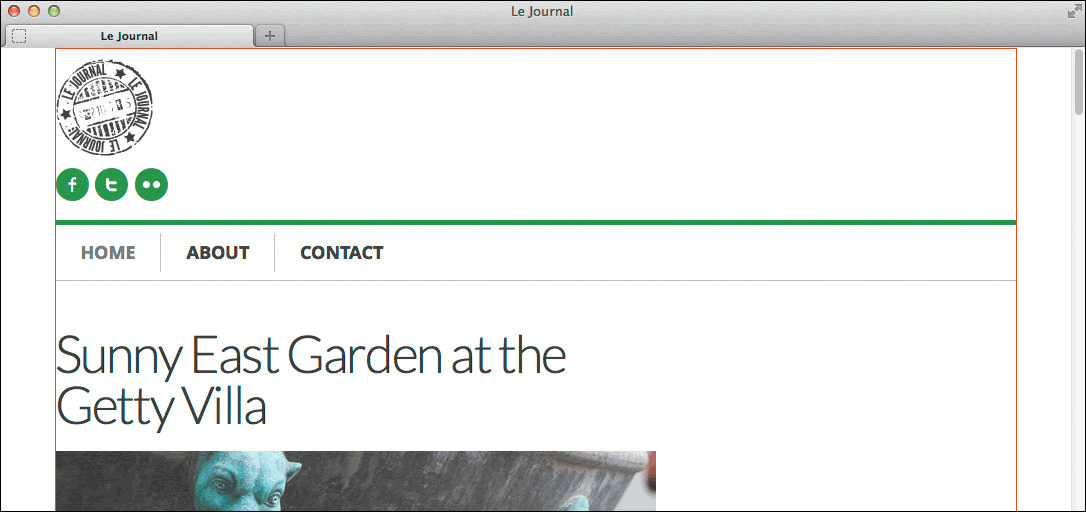 Le Journal
Le Journal
LE JOURNAL
LE JOURNAL
LE JOURNAL
HOME
ABOUT
CONTACT
Sunny East Garden at the
Getty Villa